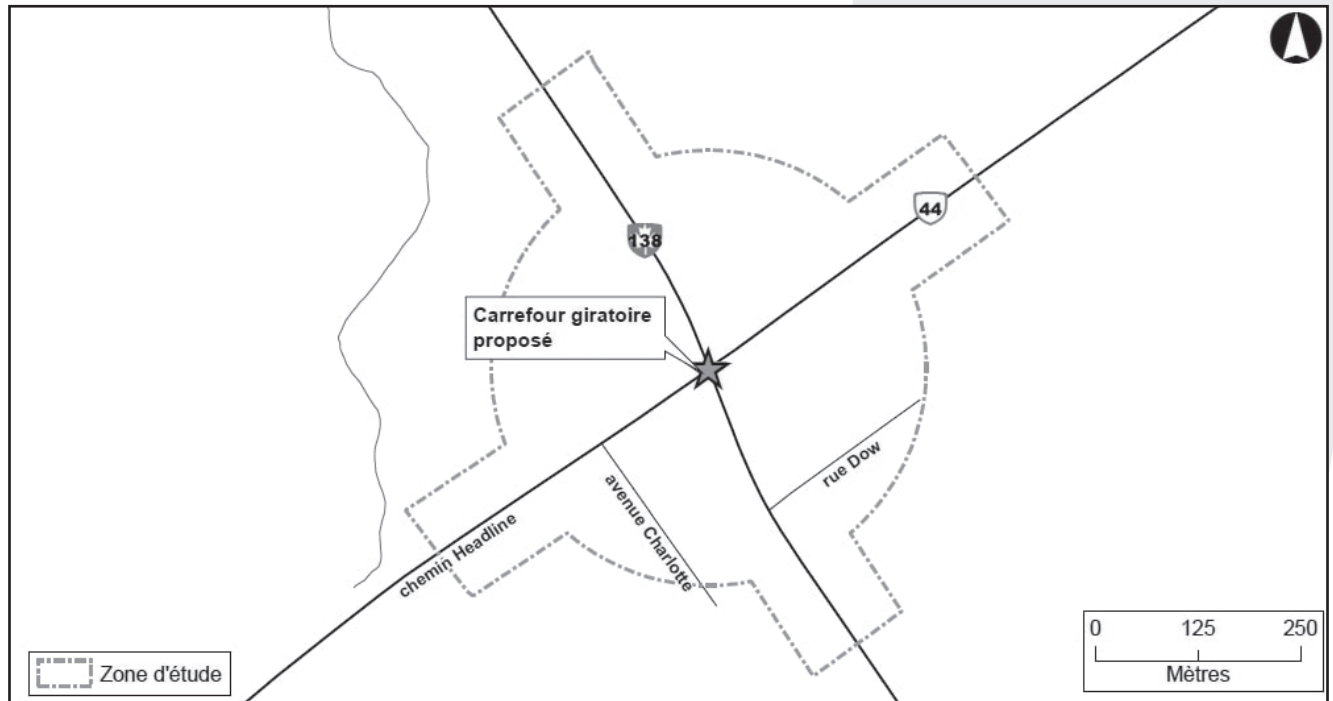 138
44
Carrefour giratoire
proposé
rue Dow
avenue Charlotte
chemin Headline
Zone d'étude
0 125 250
Mètres